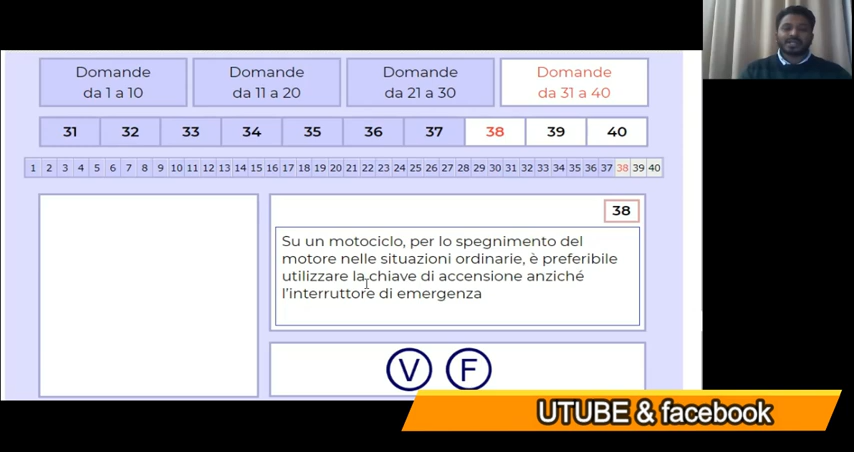 Domande
da 1 a 10
Domande
da 11 a 20
Domande
da 21 a 30
Domande
da 31 a 40
31 32 33 34 35 36 37 38 39 40
1 2 3 4 5 6 7 8 9 10 11 12 13 14 15 16 17 18 19 20 21 22 23 24 25 26 27 28 29 30 31 32 33 34 35 36 37 38 39 40
38
Su un motociclo, per lo spegnimento del
motore nelle situazioni ordinarie, è preferibile
utilizzare la chiave di accensione anziché
l'interruttore di emergenza
V F
UTUBE & facebook